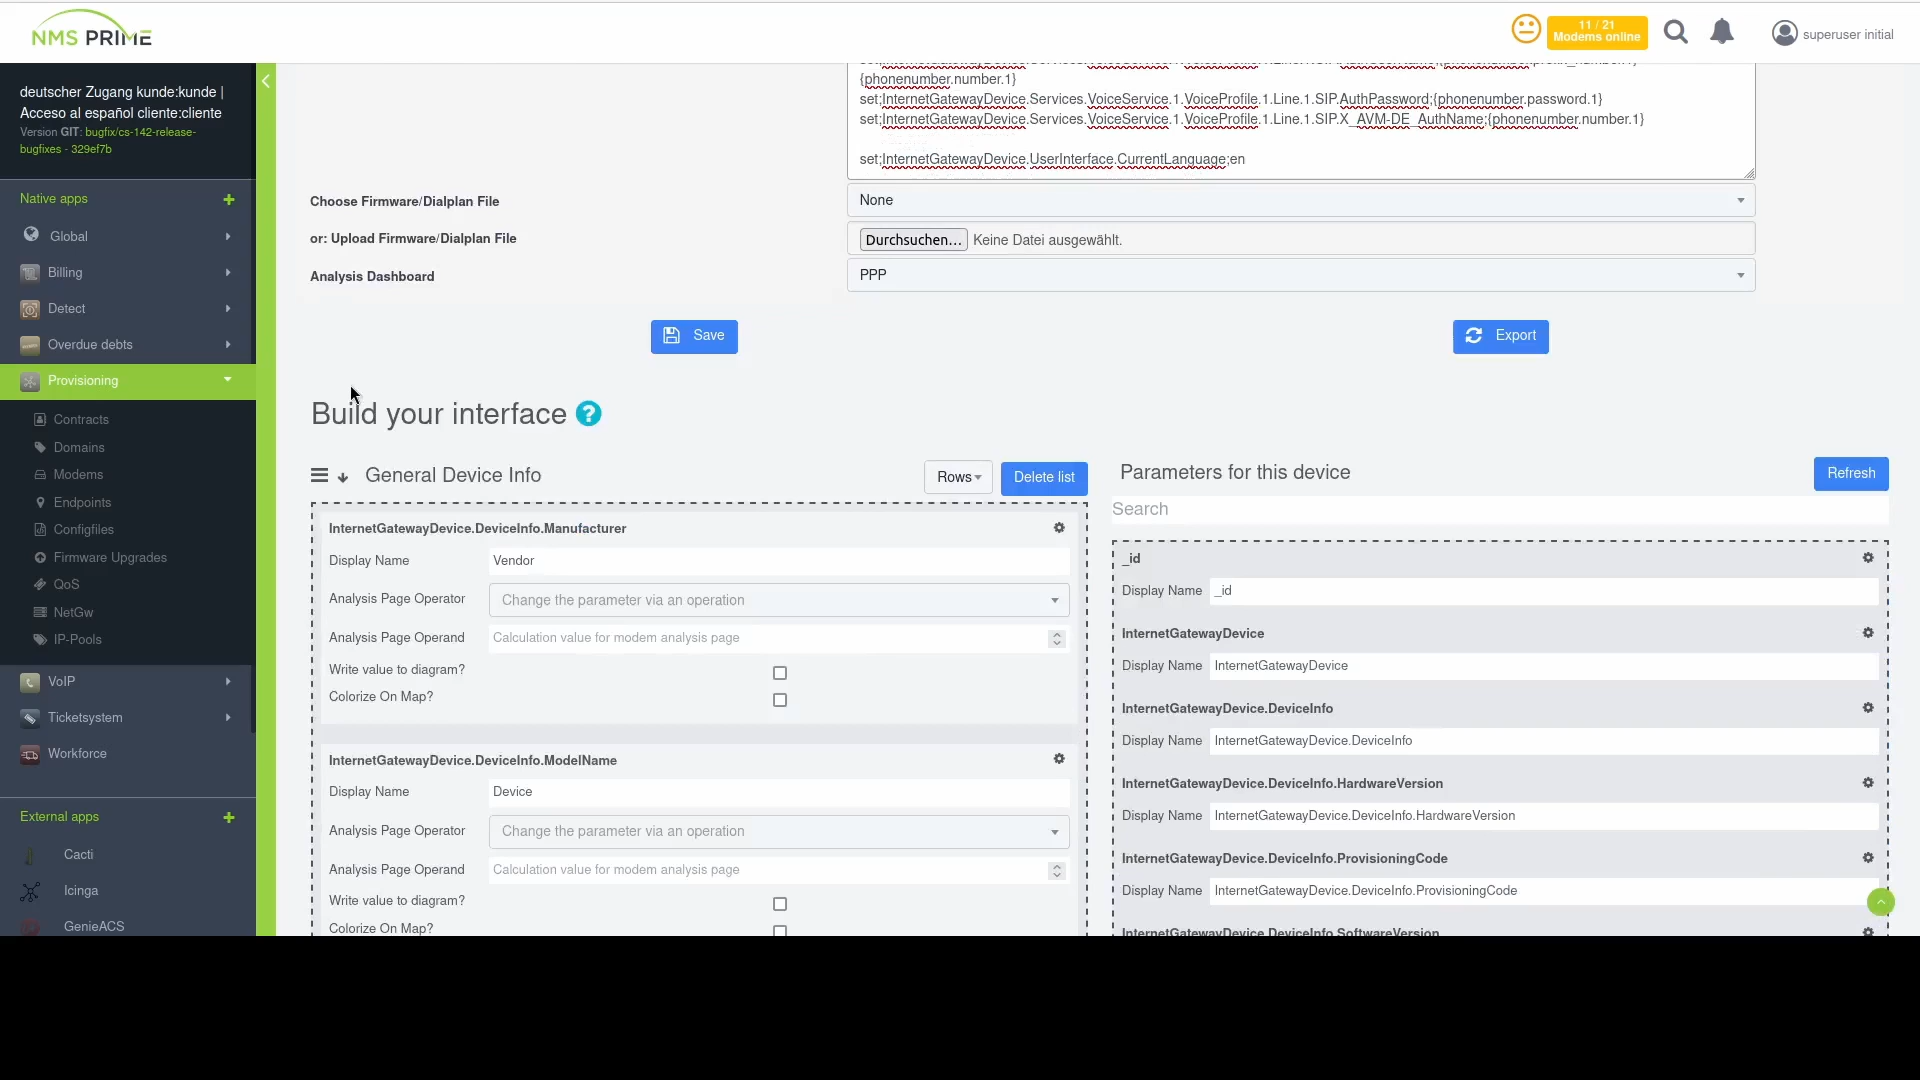 NMS PRIME
11 / 21
Modems online
superuser initial
deutscher Zugang kunde:kunde |
Acceso al español cliente:cliente
Version GIT: bugfix/cs-142-release-
bugfixes - 329ef7b
Native apps
Global
Billing
Detect
Overdue debts
Provisioning
Contracts
Domains
Modems
Endpoints
Configfiles
Firmware Upgrades
QoS
NetGw
IP-Pools
VoIP
Ticketsystem
Workforce
External apps
Cacti
Icinga
GenieACS
{phonenumber.number.1}
set;InternetGatewayDevice.Services.VoiceService.1.VoiceProfile.1.Line.1.SIP.AuthPassword;{phonenumber.password.1}
set;InternetGatewayDevice.Services.VoiceService.1.VoiceProfile.1.Line.1.SIP.X_AVM-DE_AuthName;{phonenumber.number.1}
set;InternetGatewayDevice.UserInterface.CurrentLanguage;en
Choose Firmware/Dialplan File
None
or: Upload Firmware/Dialplan File
Durchsuchen... Keine Datei ausgewählt.
Analysis Dashboard
PPP
Save
Export
Build your interface ?
General Device Info
Rows
Delete list
InternetGatewayDevice.DeviceInfo.Manufacturer
Display Name Vendor
Analysis Page Operator Change the parameter via an operation
Analysis Page Operand Calculation value for modem analysis page
Write value to diagram?
Colorize On Map?
InternetGatewayDevice.DeviceInfo.ModelName
Display Name Device
Analysis Page Operator Change the parameter via an operation
Analysis Page Operand Calculation value for modem analysis page
Write value to diagram?
Colorize On Map?
Parameters for this device
Refresh
Search
_id
Display Name _id
InternetGatewayDevice
Display Name InternetGatewayDevice
InternetGatewayDevice.DeviceInfo
Display Name InternetGatewayDevice.DeviceInfo
InternetGatewayDevice.DeviceInfo.HardwareVersion
Display Name InternetGatewayDevice.DeviceInfo.HardwareVersion
InternetGatewayDevice.DeviceInfo.ProvisioningCode
Display Name InternetGatewayDevice.DeviceInfo.ProvisioningCode
InternetGatewayDevice.DeviceInfo.SoftwareVersion